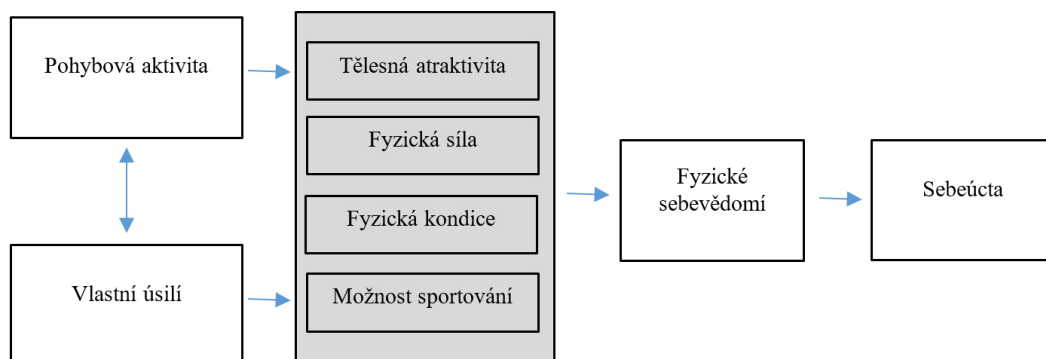 Pohybová aktivita
Vlastní úsilí
Tělesná atraktivita
Fyzická síla
Fyzická kondice
Možnost sportování
Fyzické
sebevědomí
Sebeúcta